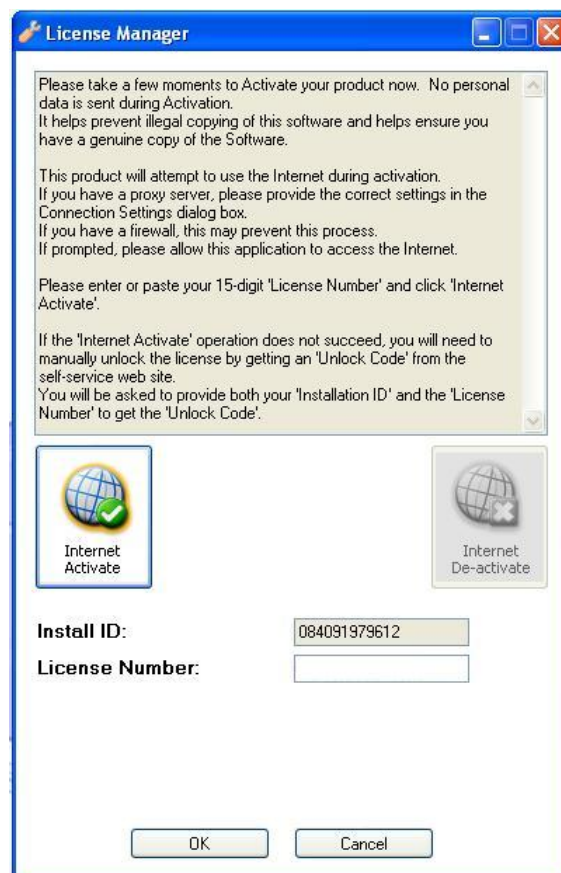 License Manager
Please take a few moments to Activate your product now. No personal
data is sent during Activation.
It helps prevent illegal copying of this software and helps ensure you
have a genuine copy of the Software.
This product will attempt to use the Internet during activation.
If you have a proxy server, please provide the correct settings in the
Connection Settings dialog box.
If you have a firewall, this may prevent this process.
If prompted, please allow this application to access the Internet.
Please enter or paste your 15-digit 'License Number' and click 'Internet
Activate'.
If the 'Internet Activate' operation does not succeed, you will need to
manually unlock the license by getting an 'Unlock Code' from the
self-service web site.
You will be asked to provide both your 'Installation ID' and the 'License
Number' to get the 'Unlock Code'.
Internet
Activate
Internet
De-activate
Install ID:
084091979612
License Number:
OK
Cancel